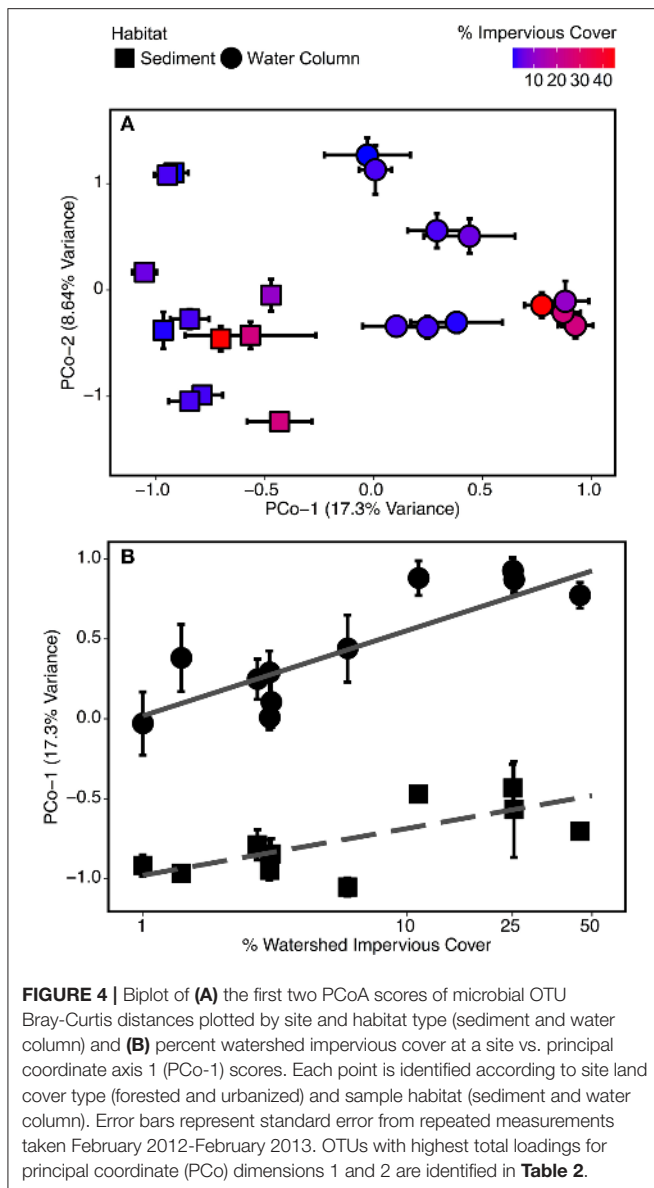 Habitat
Sediment Water Column
% Impervious Cover
10 20 30 40
A
1
0
−1
PCo−2 (8.64% Variance)
−1.0 −0.5 0.0 0.5 1.0
PCo−1 (17.3% Variance)
B
1.0
0.5
0.0
−0.5
−1.0
PCo−1 (17.3% Variance)
1 10 25 50
% Watershed Impervious Cover
FIGURE 4 | Biplot of (A) the first two PCoA scores of microbial OTU
Bray-Curtis distances plotted by site and habitat type (sediment and water
column) and (B) percent watershed impervious cover at a site vs. principal
coordinate axis 1 (PCo-1) scores. Each point is identified according to site land
cover type (forested and urbanized) and sample habitat (sediment and water
column). Error bars represent standard error from repeated measurements
taken February 2012-February 2013. OTUs with highest total loadings for
principal coordinate (PCo) dimensions 1 and 2 are identified in Table 2.